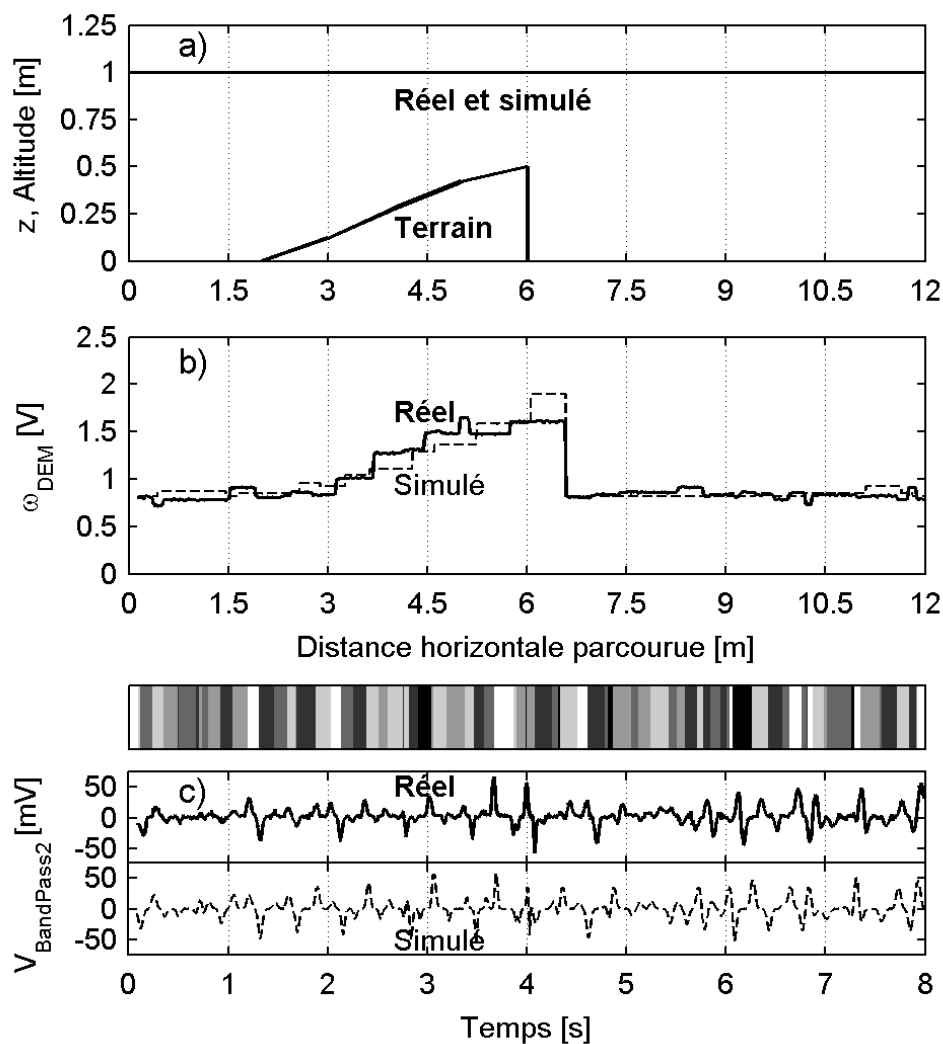 a)
z, Altitude [m]
1.25
1
0.75
0.5
0.25
0
Réel et simulé
Terrain
0 1.5 3 4.5 6 7.5 9 10.5 12
b)
ωDEM [V]
2.5
2
1.5
1
0.5
0
Réel
Simulé
0 1.5 3 4.5 6 7.5 9 10.5 12
Distance horizontale parcourue [m]
c)
VBandPass2 [mV]
50
0
-50
Réel
50
0
-50
Simulé
0 1 2 3 4 5 6 7 8
Temps [s]